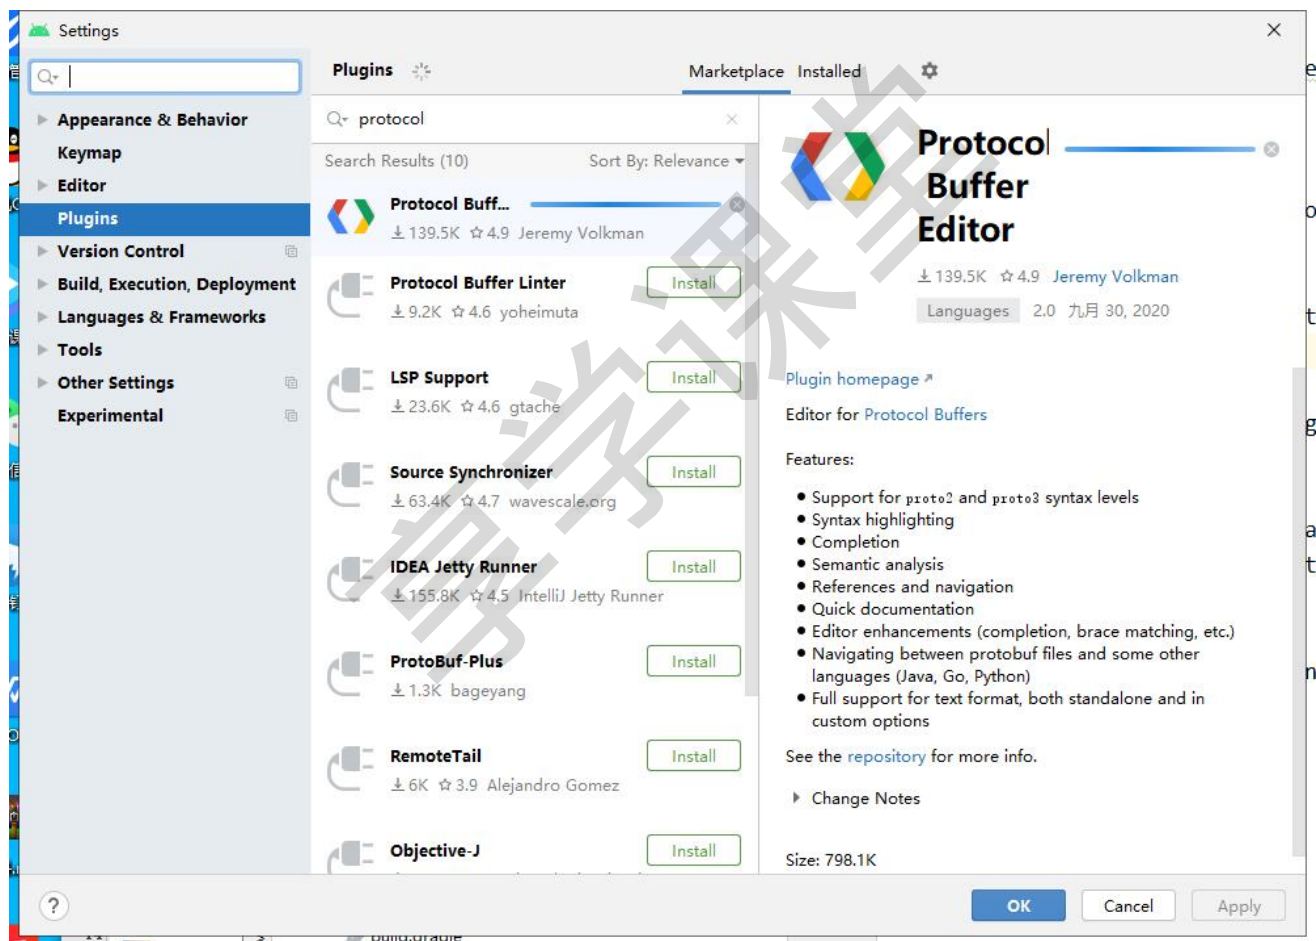 Settings
Plugins
Marketplace Installed
Appearance & Behavior
Keymap
Editor
Plugins
Version Control
Build, Execution, Deployment
Languages & Frameworks
Tools
Other Settings
Experimental
protocol
Search Results (10) Sort By: Relevance
Protocol Buff...
139.5K 4.9 Jeremy Volkman
Protocol Buffer Linter Install
9.2K 4.6 yoheimuta
LSP Support Install
23.6K 4.6 gtache
Source Synchronizer Install
63.4K 4.7 wavescale.org
IDEA Jetty Runner Install
155.8K 4.5 IntelliJ Jetty Runner
ProtoBuf-Plus Install
1.3K bageyang
RemoteTail Install
6K 3.9 Alejandro Gomez
Objective-J Install
Protocol
Buffer
Editor
139.5K 4.9 Jeremy Volkman
Languages 2.0 九月 30, 2020
Plugin homepage
Editor for Protocol Buffers
Features:
• Support for proto2 and proto3 syntax levels
• Syntax highlighting
• Completion
• Semantic analysis
• References and navigation
• Quick documentation
• Editor enhancements (completion, brace matching, etc.)
• Navigating between protobuf files and some other
languages (Java, Go, Python)
• Full support for text format, both standalone and in
custom options
See the repository for more info.
Change Notes
Size: 798.1K
? OK Cancel Apply
build.gradle
享学课堂